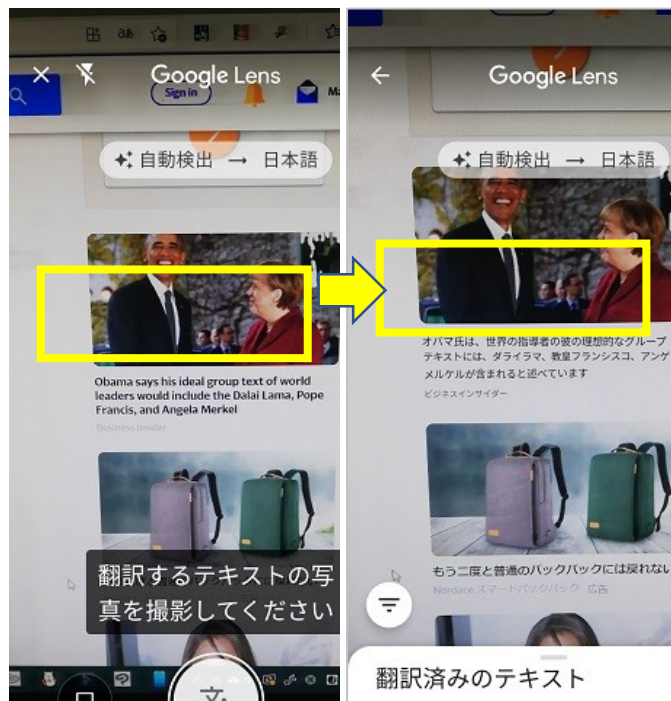 Google Lens
Sign in
自動検出 → 日本語
Obama says his ideal group text of world
leaders would include the Dalai Lama, Pope
Francis, and Angela Merkel
Business Insider
翻訳するテキストの写
真を撮影してください
Google Lens
自動検出 → 日本語
オバマ氏は、世界の指導者の彼の理想的なグループ
テキストには、ダライラマ、教皇フランシスコ、アンゲ
メルケルが含まれると述べています
ビジネスインサイダー
もう二度と普通のバックパックには戻れない
Nordace スマートバックパック 広告
翻訳済みのテキスト